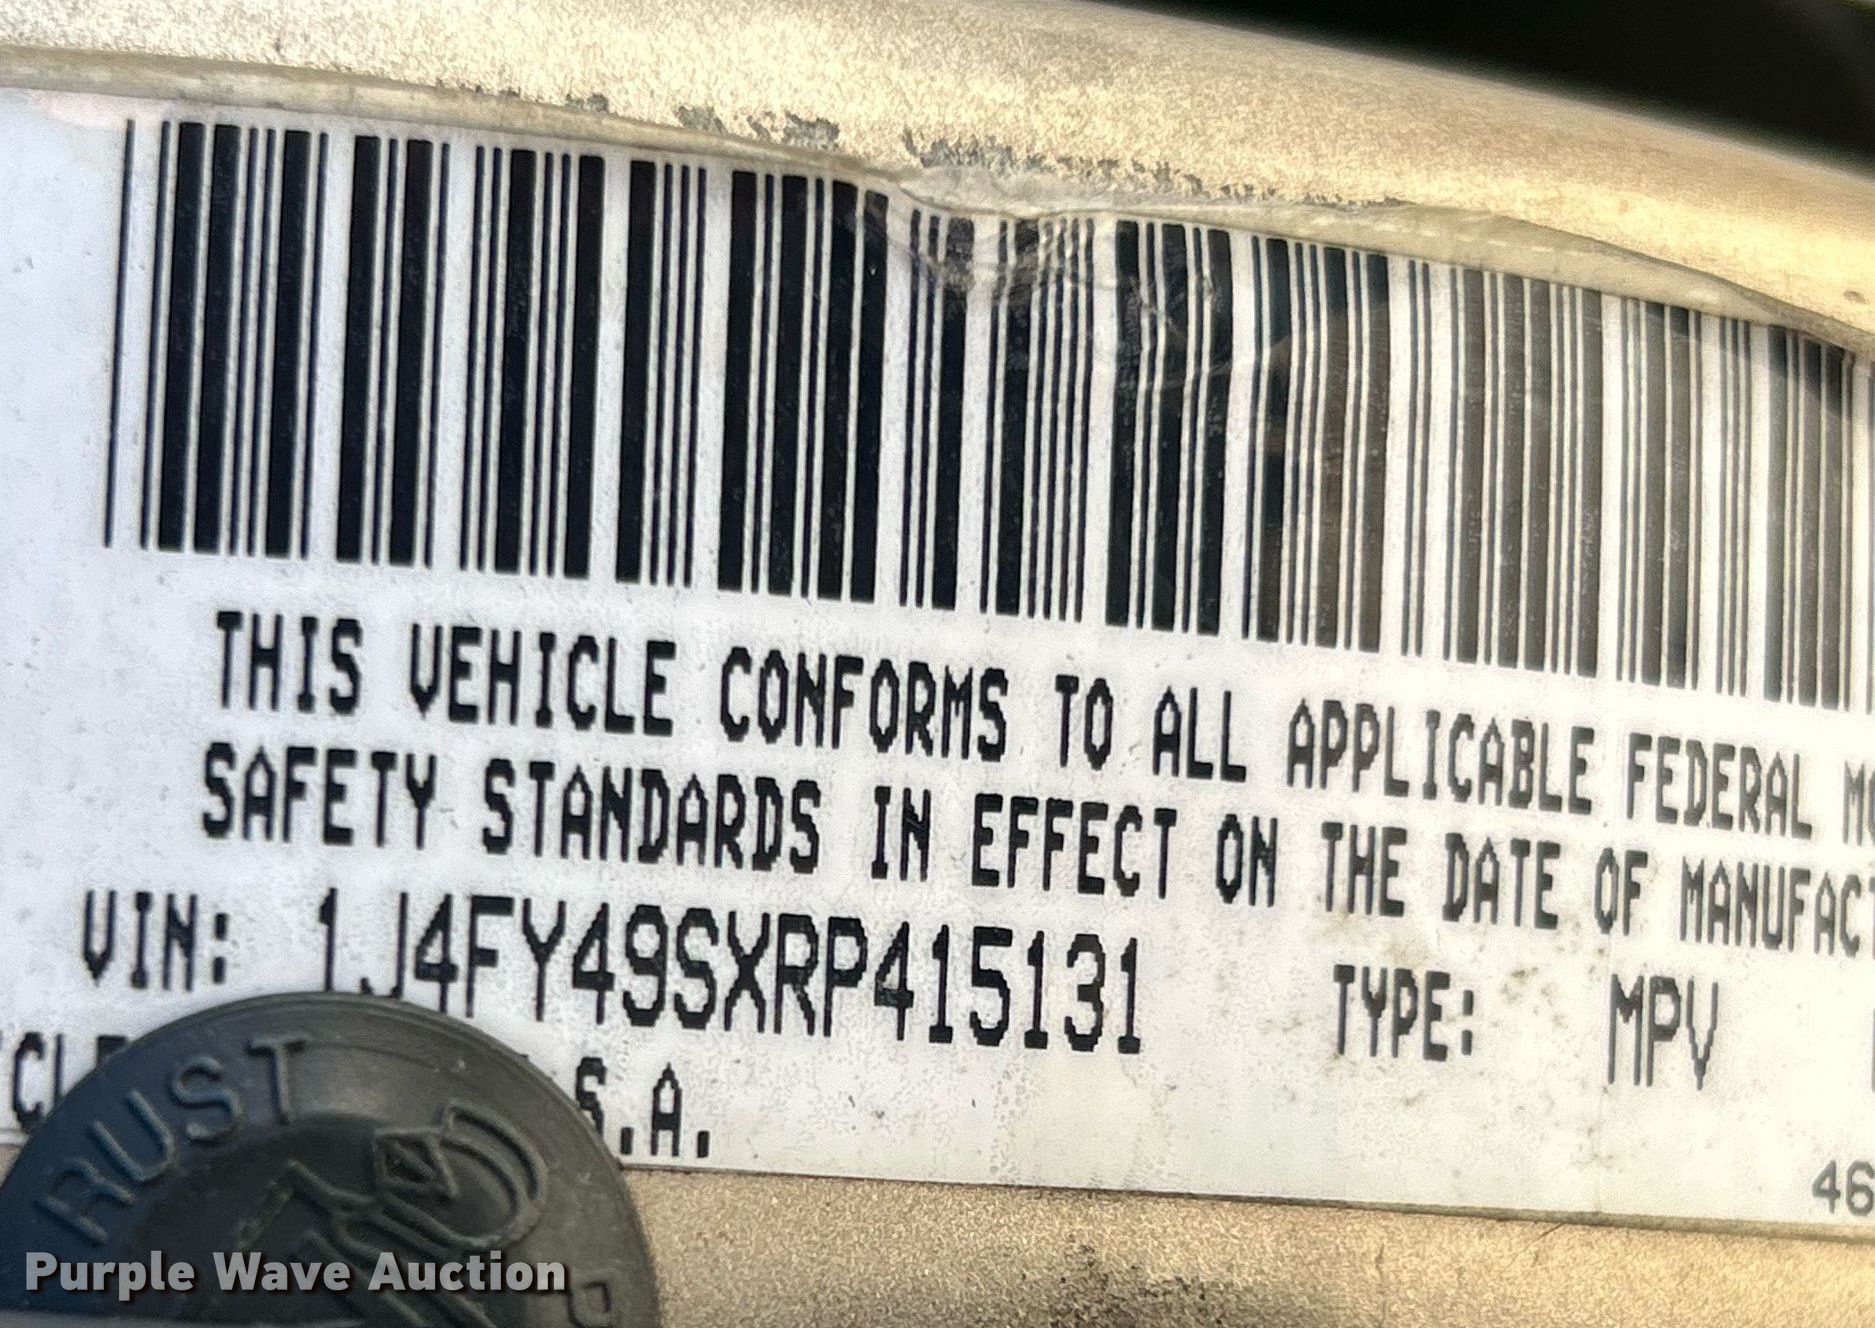 THIS VEHICLE CONFORMS TO ALL APPLICABLE FEDERAL
SAFETY STANDARDS IN EFFECT ON THE DATE OF MANUFAC
VIN: 1J4FY49SXRP415131 TYPE: MPV
S.A.
46
RUST
Purple Wave Auction